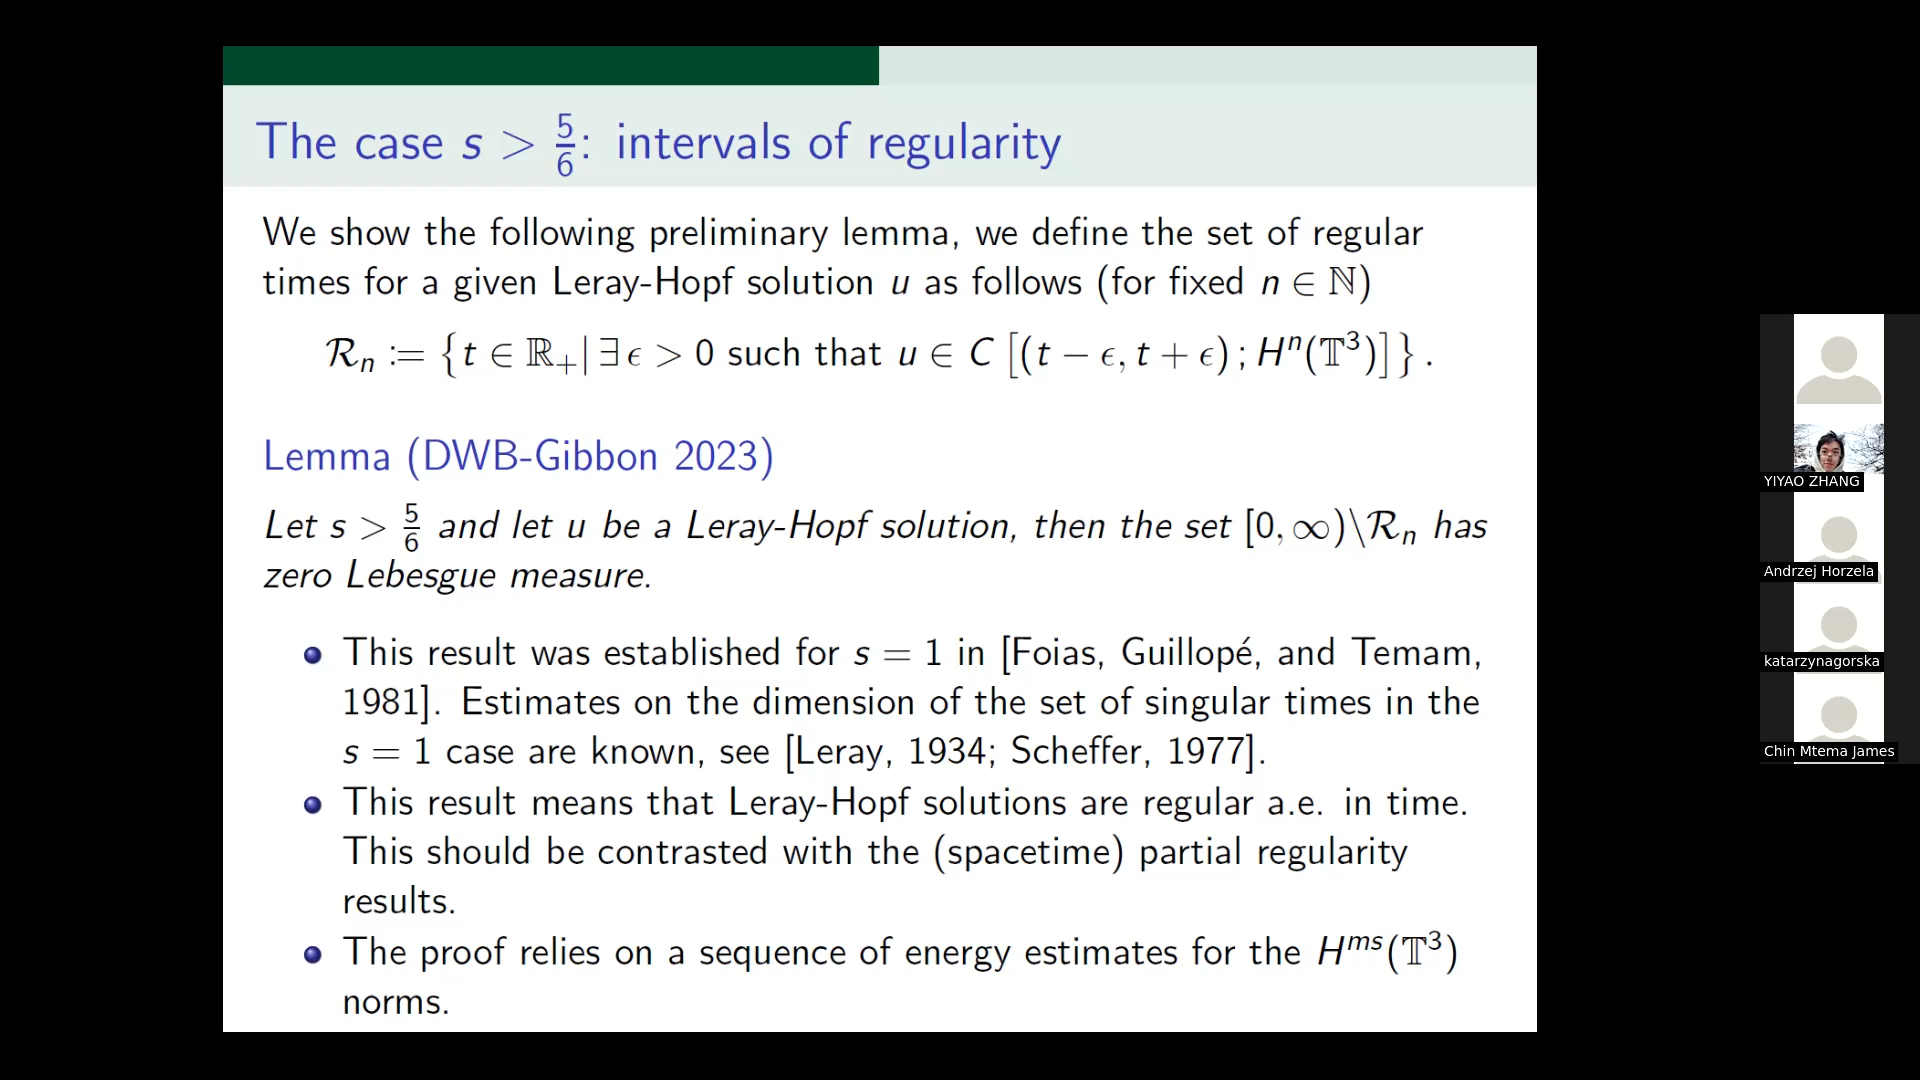 The case s > 5/6: intervals of regularity
We show the following preliminary lemma, we define the set of regular
times for a given Leray-Hopf solution u as follows (for fixed n ∈ ℕ)
ℛₙ := {t ∈ ℝ₊| ∃ ϵ > 0 such that u ∈ C [(t − ϵ, t + ϵ) ; Hⁿ(𝕋³)]} .
Lemma (DWB-Gibbon 2023)
Let s > 5/6 and let u be a Leray-Hopf solution, then the set [0, ∞)\ℛₙ has
zero Lebesgue measure.
This result was established for s = 1 in [Foias, Guillopé, and Temam,
1981]. Estimates on the dimension of the set of singular times in the
s = 1 case are known, see [Leray, 1934; Scheffer, 1977].
This result means that Leray-Hopf solutions are regular a.e. in time.
This should be contrasted with the (spacetime) partial regularity
results.
The proof relies on a sequence of energy estimates for the Hᵐˢ(𝕋³)
norms.
YIYAO ZHANG
Andrzej Horzela
katarzynagorska
Chin Mtema James